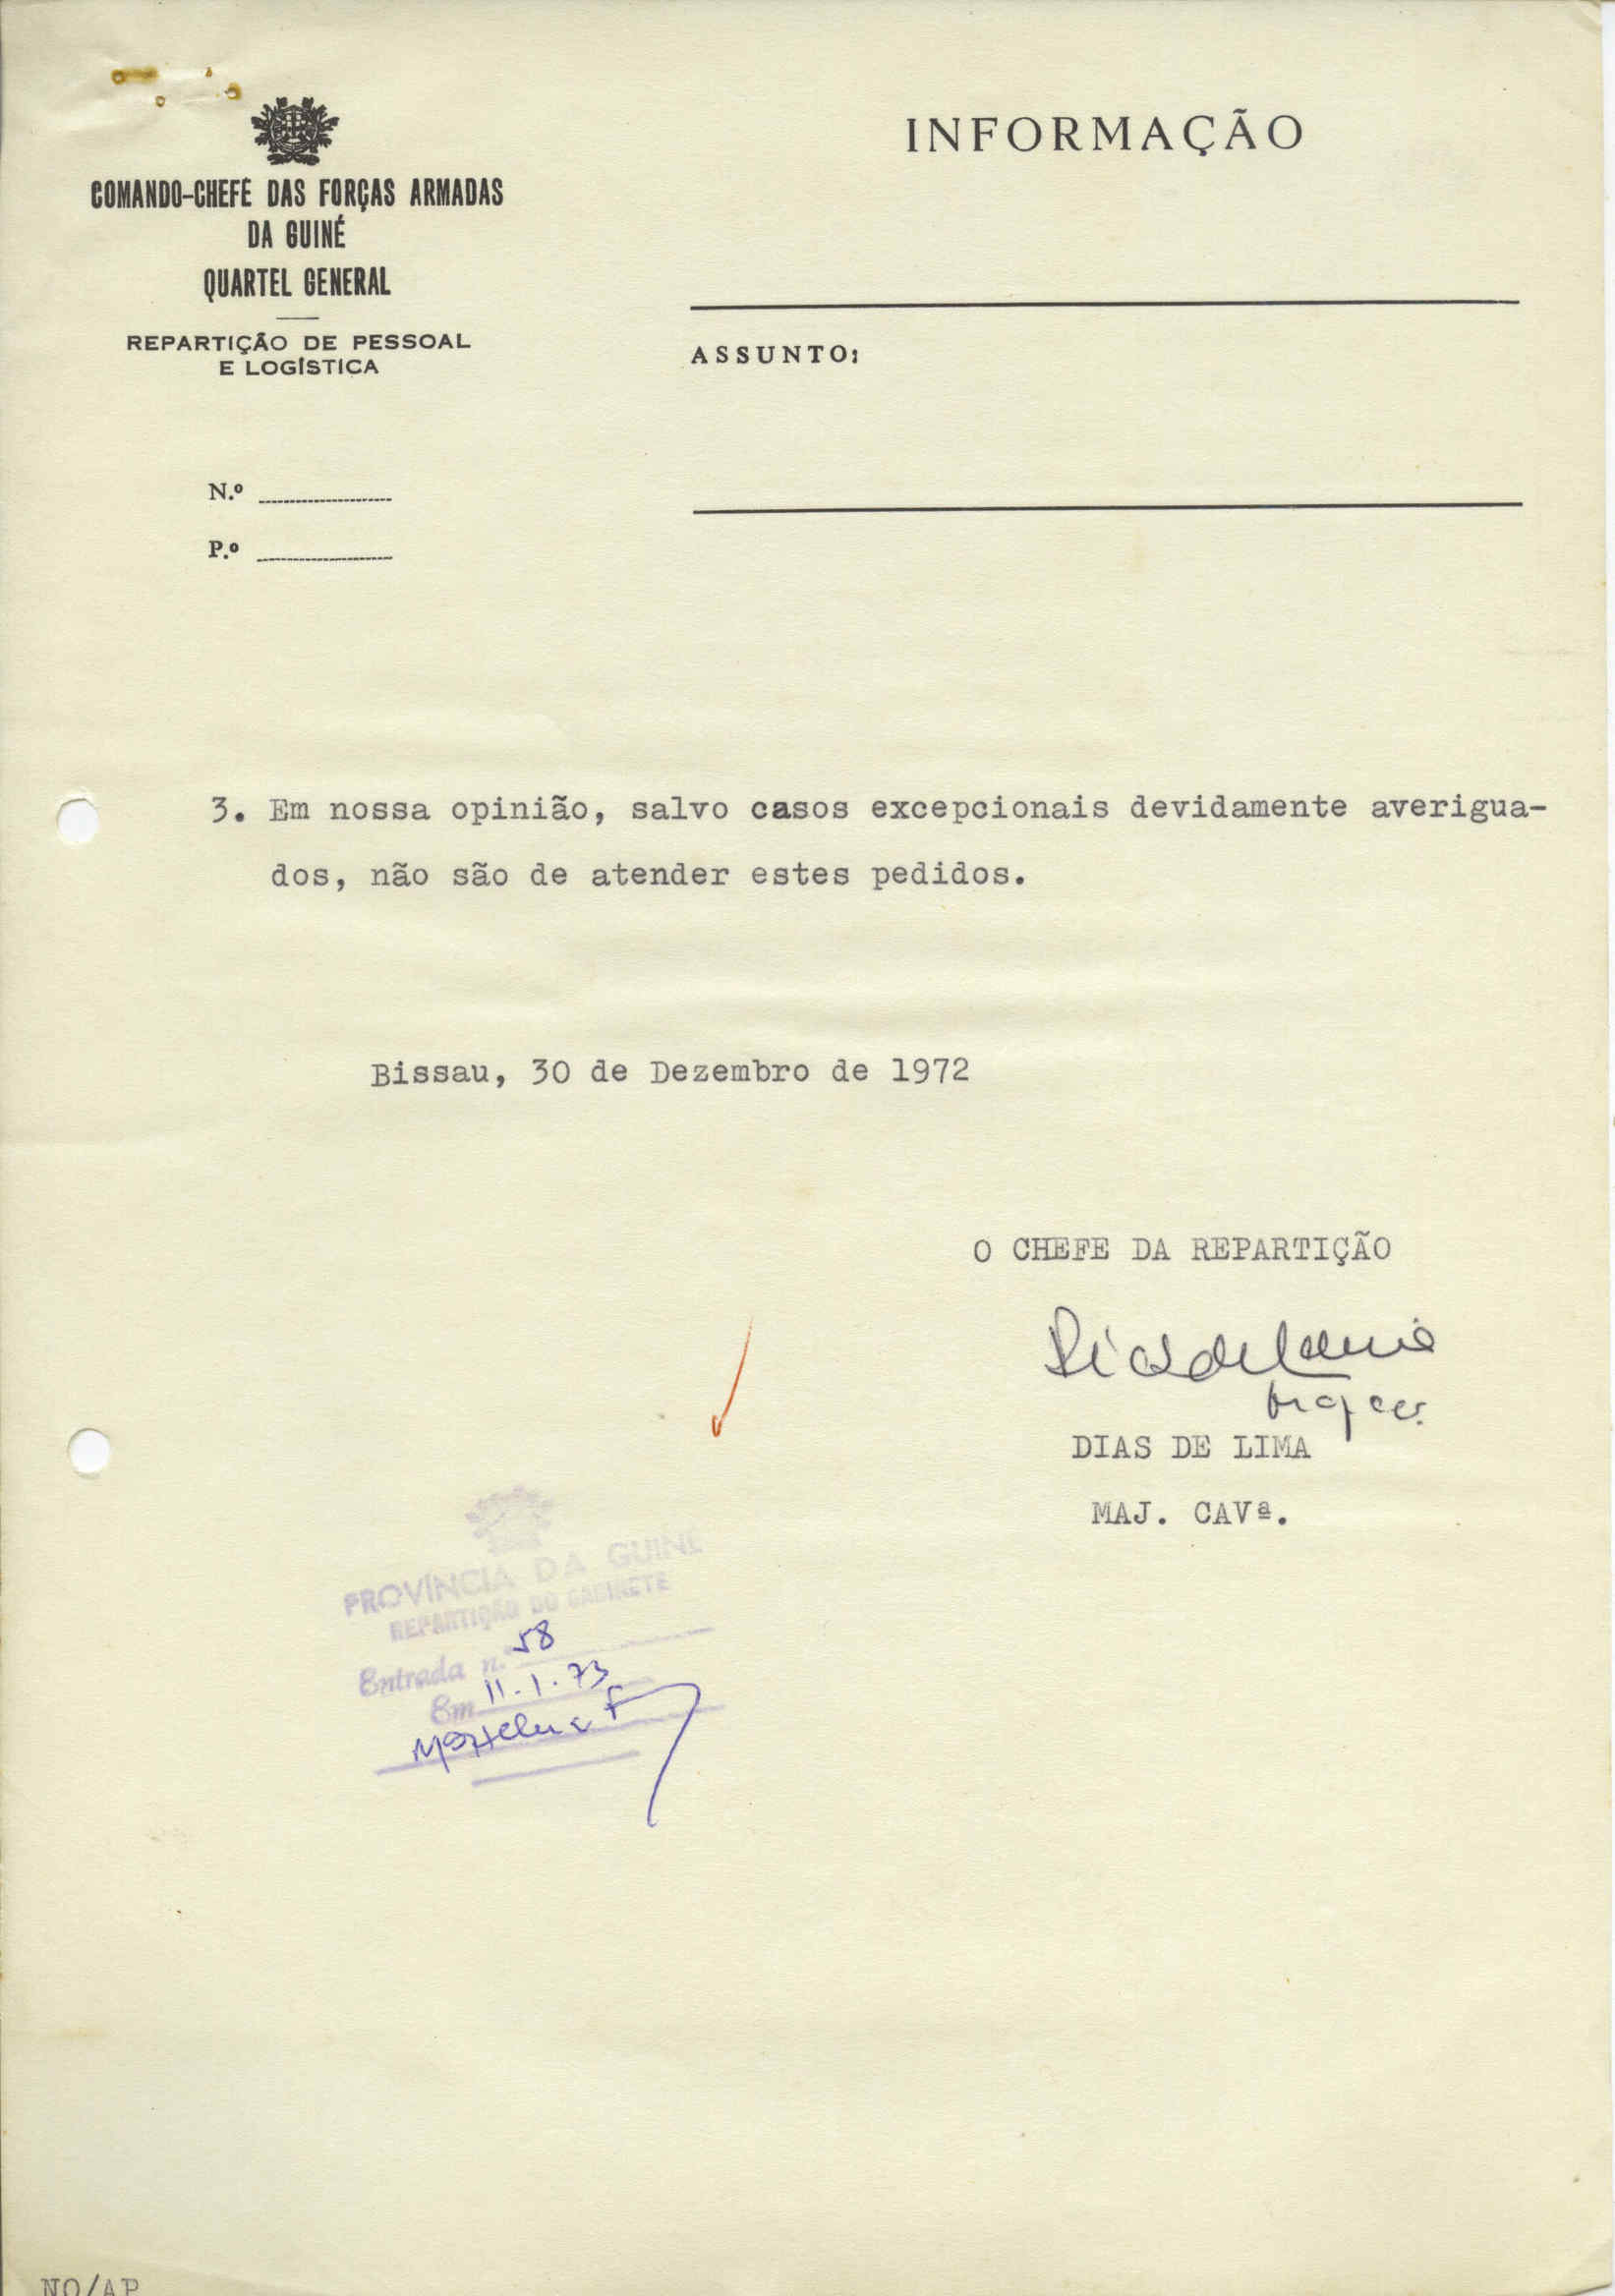 COMANDO-CHEFE DAS FORÇAS ARMADAS
DA GUINÉ
QUARTEL GENERAL
REPARTIÇÃO DE PESSOAL
E LOGÍSTICA
N.º
P.º
INFORMAÇÃO
ASSUNTO:
3. Em nossa opinião, salvo casos excepcionais devidamente averigua-
dos, não são de atender estes pedidos.
Bissau, 30 de Dezembro de 1972
O CHEFE DA REPARTIÇÃO
Dias de Lima
DIAS DE LIMA
MAJ. CAVª.
PROVÍNCIA DA GUINÉ
REPARTIÇÃO DO GABINETE
Entrada n.º 58
Em 11.1.73
NO/AP